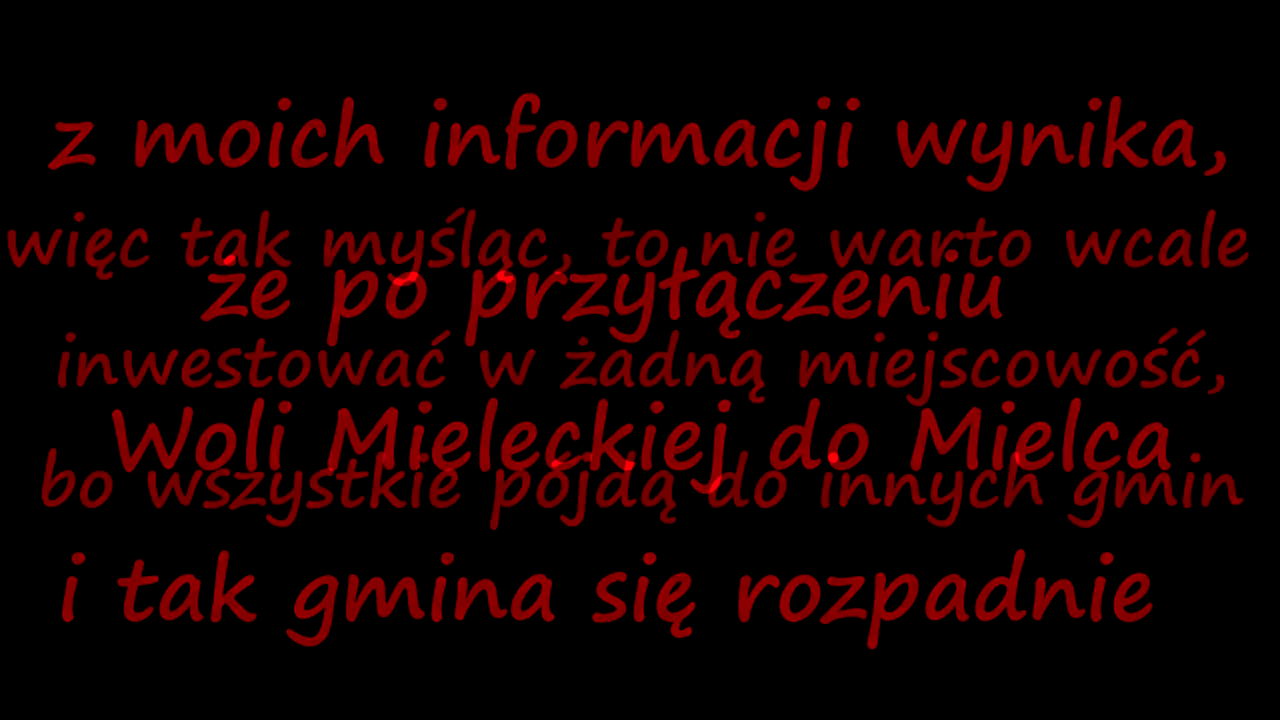 z moich informacji wynika,
więc tak myśląc, to nie warto wcale
że po przyłączeniu
inwestować w żadną miejscowość,
Woli Mieleckiej do Mielca
bo wszystkie pójdą do innych gmin
i tak gmina się rozpadnie